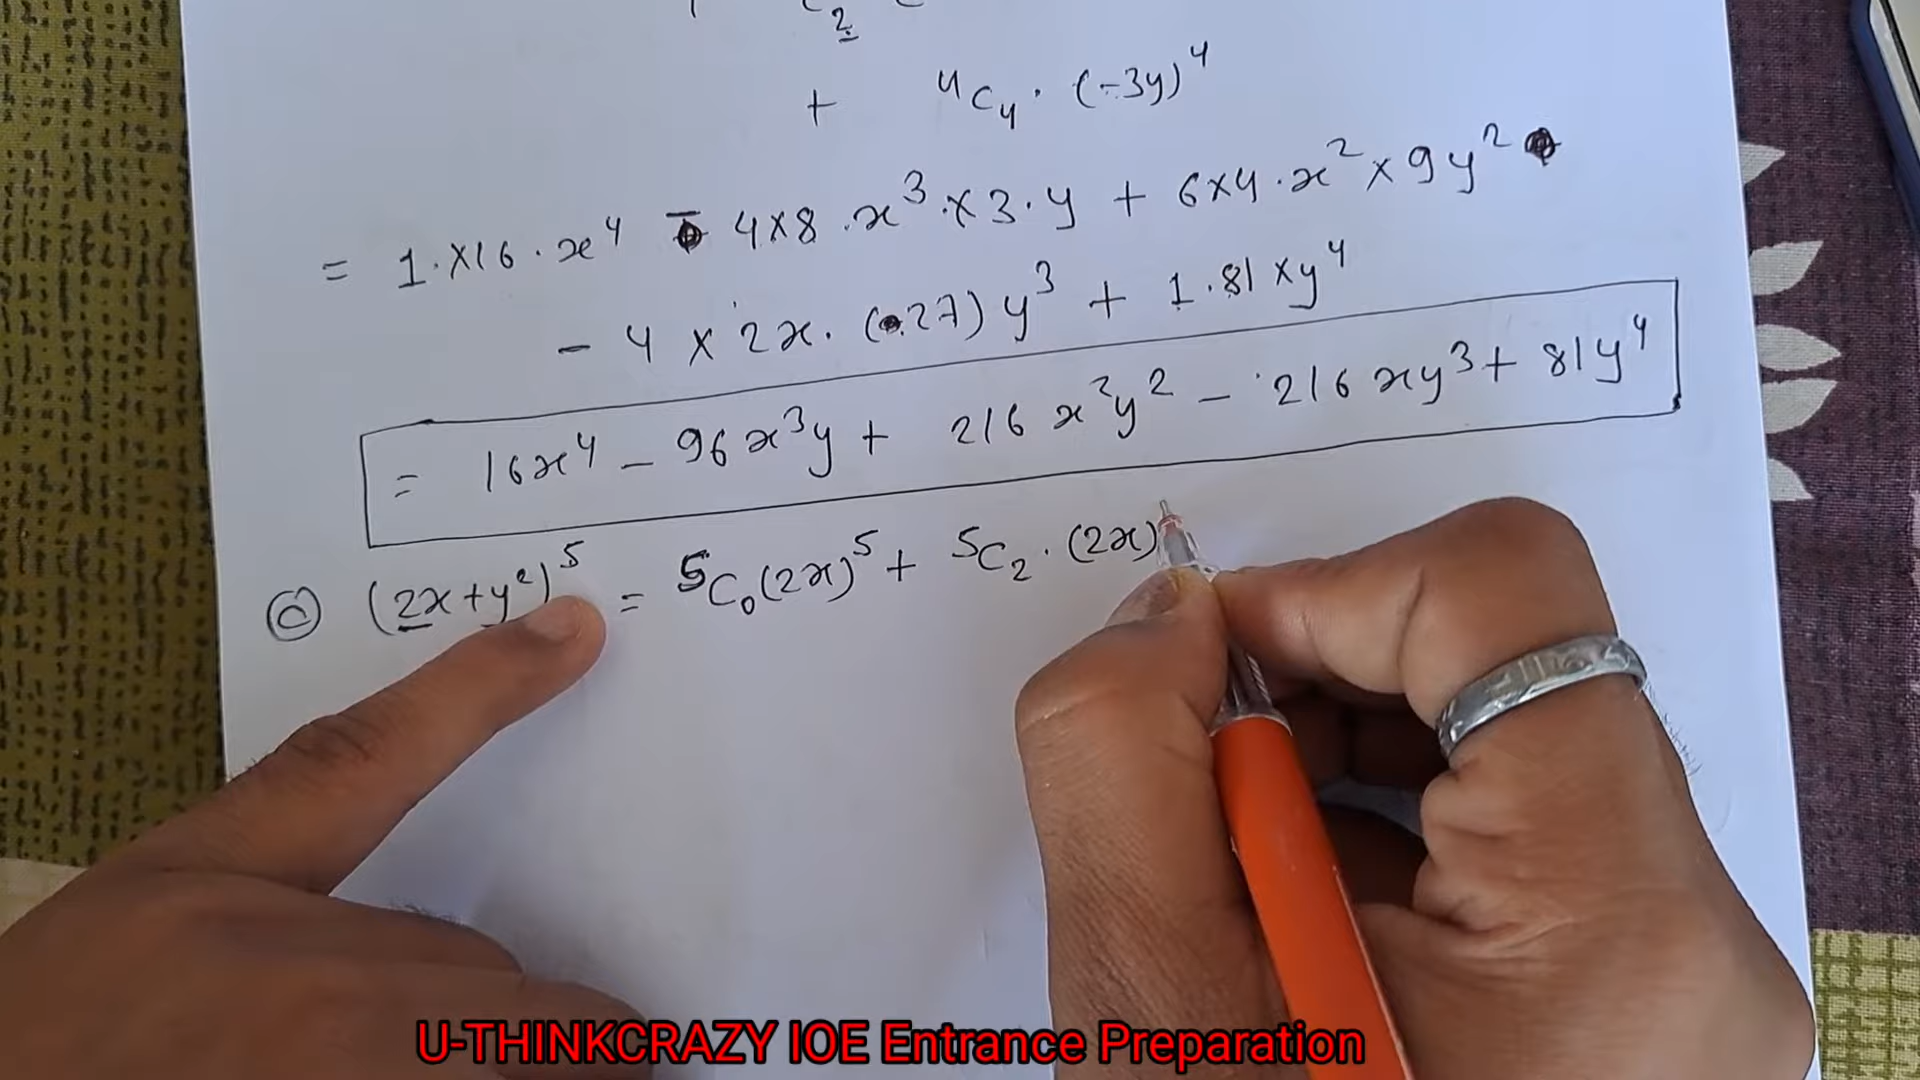 2
+ ⁴C₄ · (-3y)⁴
= 1·×16·x⁴ - 4×8·x³·×3·y + 6×4·x²×9y²
- 4 × 2x·(27)y³ + 1·81×y⁴
= 16x⁴ - 96x³y + 216x²y² - 216xy³ + 81y⁴
ⓒ (2x+y²)⁵ = ⁵C₀(2x)⁵ + ⁵C₂·(2x)
U-THINKCRAZY IOE Entrance Preparation